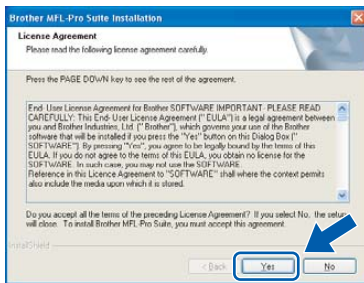 Brother MFL-Pro Suite Installation
License Agreement
Please read the following license agreement carefully.
Press the PAGE DOWN key to see the rest of the agreement.
End- User License Agreement for Brother SOFTWARE IMPORTANT- PLEASE READ
CAREFULLY: This End- User License Agreement (" EULA") is a legal agreement between
you and Brother Industries, Ltd. (" Brother"), which governs your use of the Brother
software that will be installed if you press the "Yes" button on this Dialog Box ("
SOFTWARE"). By pressing "Yes", you agree to be legally bound by the terms of this
EULA. If you do not agree to the terms of this EULA, you obtain no license for the
SOFTWARE. In such case, you may not use the SOFTWARE.
Reference in this Licence Agreement to "SOFTWARE" shall where the context permits
also include the media upon which it is stored.
Do you accept all the terms of the preceding License Agreement? If you select No, the setup
will close. To install Brother MFL-Pro Suite, you must accept this agreement.
InstallShield
< Back
Yes
No